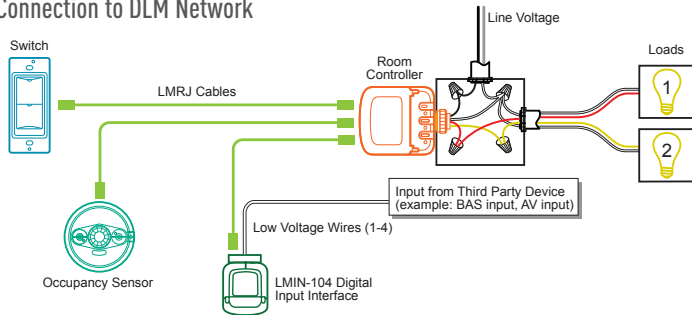 Connection to DLM Network
Line Voltage
Switch
Room
Controller
Loads
LMRJ Cables
1
2
Input from Third Party Device
(example: BAS input, AV input)
Low Voltage Wires (1-4)
Occupancy Sensor
LMIN-104 Digital
Input Interface